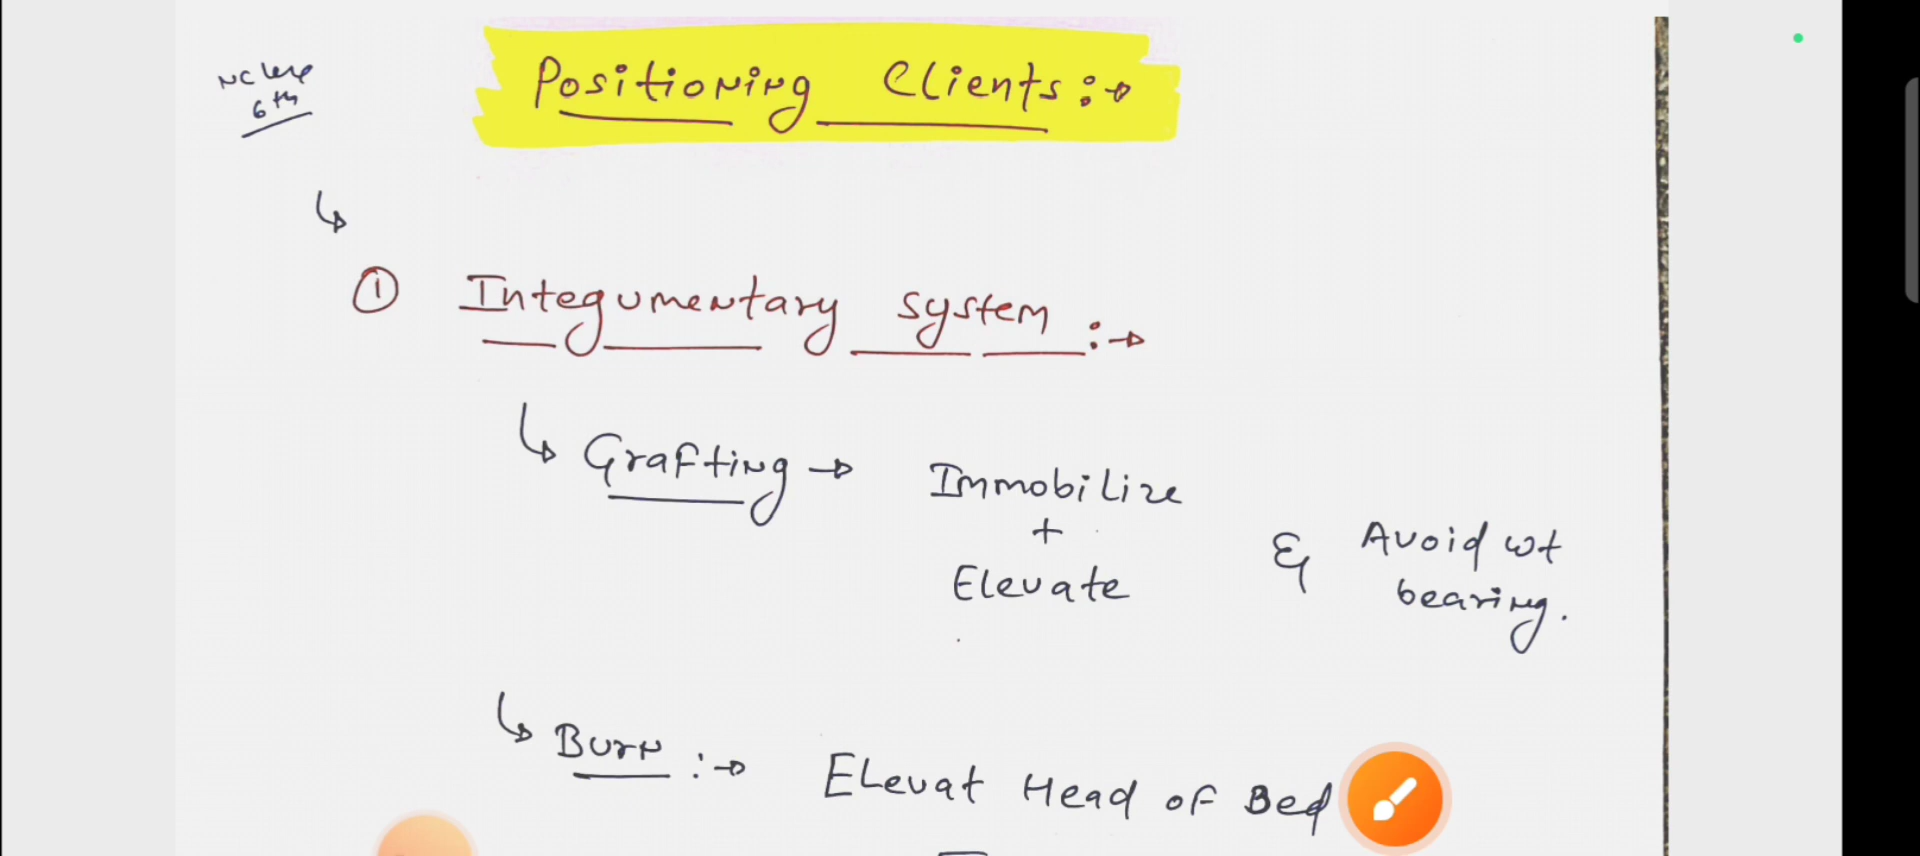 Positioning Clients:→
NCLEX
6th
↳
① Integumentary system :→
↳ Grafting → Immobilize
+
Elevate
& Avoid wt
bearing.
↳ Burn :→ Elevat Head of Bed